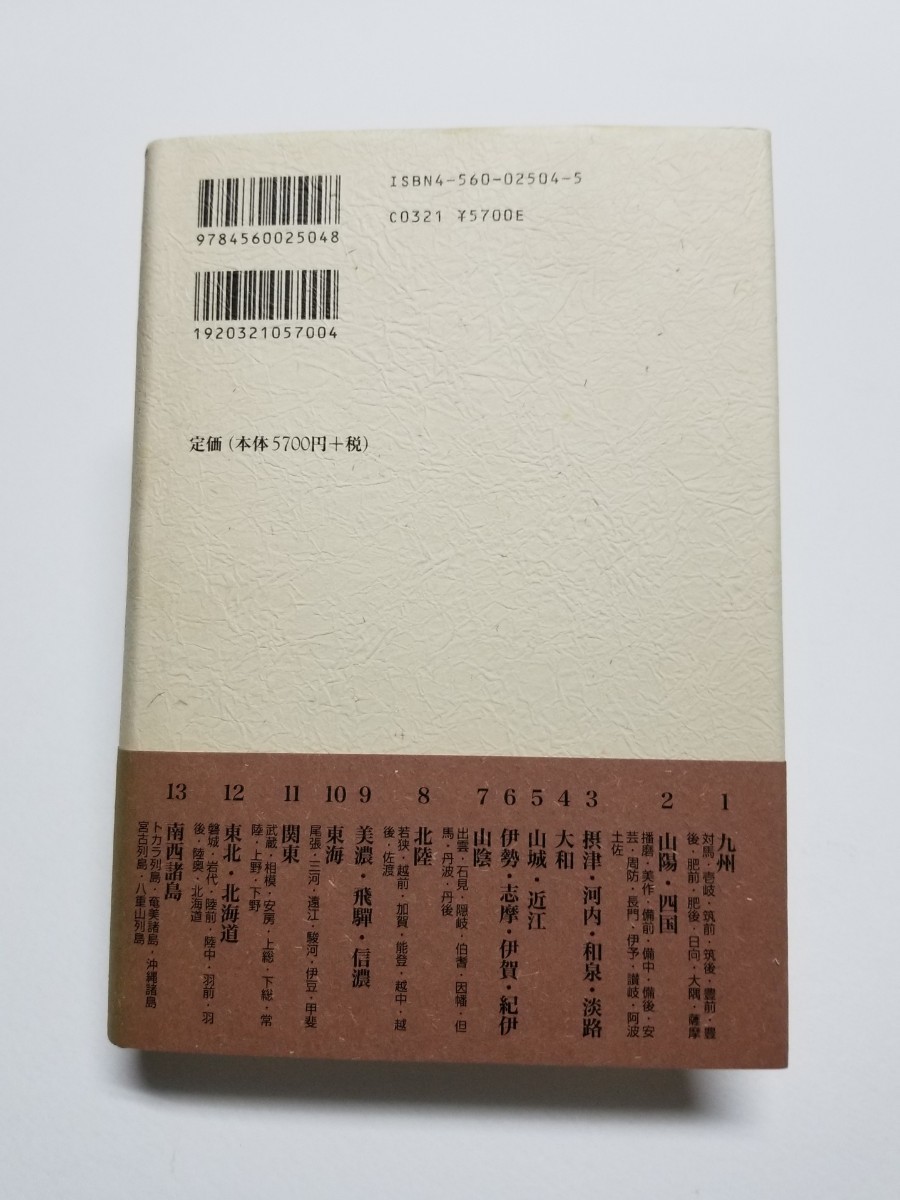 ISBN4-560-02504-5
C0321 ¥5700E
9784560025048
1920321057004
定価（本体5700円＋税）
1 九州
対馬・壱岐・筑前・筑後・豊前・豊
後・肥前・肥後・日向・大隅・薩摩
2 山陽・四国
播磨・美作・備前・備中・備後・安
芸・周防・長門・伊予・讃岐・阿波
土佐
3 摂津・河内・和泉・淡路
4 大和
5 山城・近江
6 伊勢・志摩・伊賀・紀伊
7 山陰
出雲・石見・隠岐・伯耆・因幡・但
馬・丹波・丹後
8 北陸
若狭・越前・加賀・能登・越中・越
後・佐渡
9 美濃・飛驒・信濃
10 東海
尾張・三河・遠江・駿河・伊豆・甲斐
11 関東
武蔵・相模・安房・上総・下総・常
陸・上野・下野
12 東北・北海道
磐城・岩代・陸前・陸中・羽前・羽
後・陸奥・北海道
13 南西諸島
トカラ列島・奄美諸島・沖縄諸島
宮古列島・八重山列島